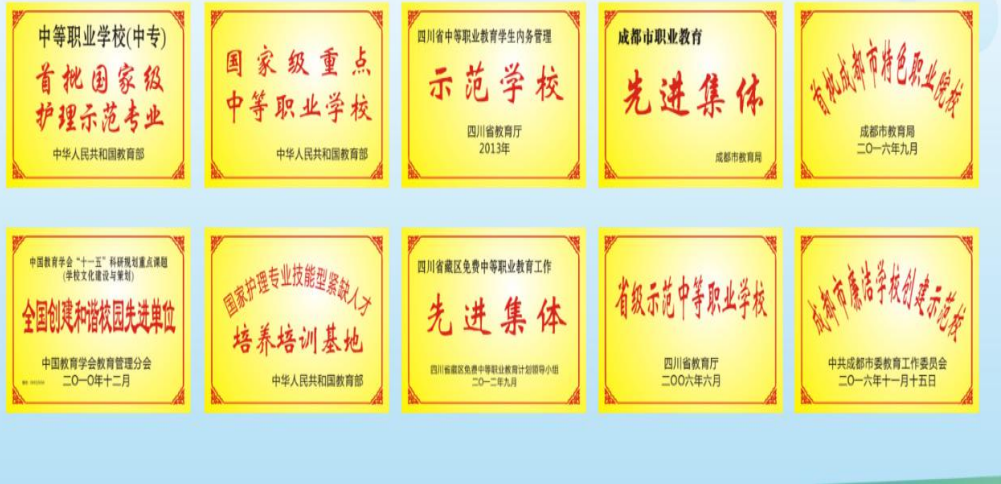 中等职业学校(中专)
首批国家级
护理示范专业
中华人民共和国教育部
国家级重点
中等职业学校
中华人民共和国教育部
四川省中等职业教育学生内务管理
示范学校
四川省教育厅
2013年
成都市职业教育
先进集体
成都市教育局
首批成都市特色职业院校
成都市教育局
二〇一六年九月
中国教育学会“十一五”科研规划重点课题
(学校文化建设与策划)
全国创建和谐校园先进单位
中国教育学会教育管理分会
二〇一〇年十二月
国家护理专业技能型紧缺人才
培养培训基地
中华人民共和国教育部
四川省藏区免费中等职业教育工作
先进集体
四川省藏区免费中等职业教育计划领导小组
二〇一二年九月
省级示范中等职业学校
四川省教育厅
二〇〇六年六月
成都市廉洁学校创建示范校
中共成都市委教育工作委员会
二〇一六年十一月十五日